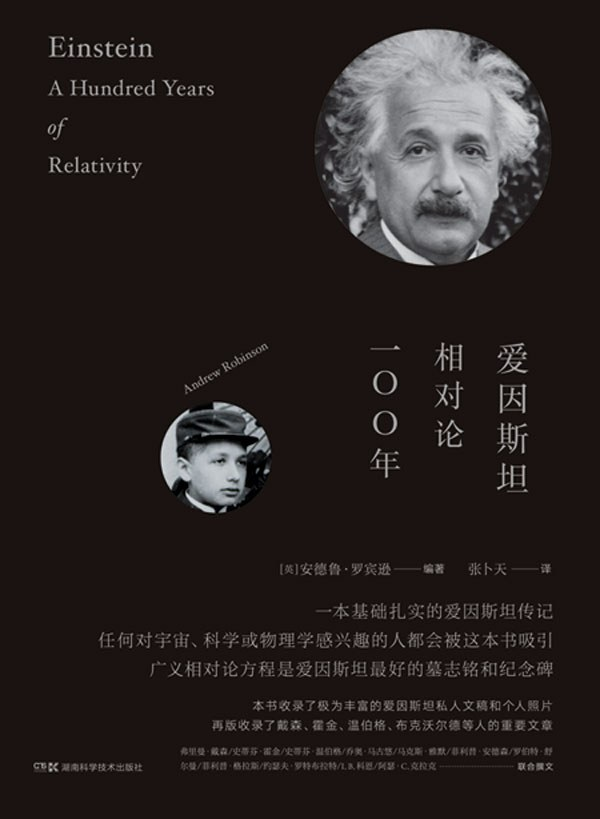 Einstein
A Hundred Years
of
Relativity
爱因斯坦
相对论
一〇〇年
Andrew Robinson
[英]安德鲁·罗宾逊——编著 张卜天——译
一本基础扎实的爱因斯坦传记
任何对宇宙、科学或物理学感兴趣的人都会被这本书吸引
广义相对论方程是爱因斯坦最好的墓志铭和纪念碑
本书收录了极为丰富的爱因斯坦私人文稿和个人照片
再版收录了戴森、霍金、温伯格、布克沃尔德等人的重要文章
弗里曼·戴森/史蒂芬·霍金/史蒂芬·温伯格/乔奥·马古悠/马克斯·雅默/菲利普·安德森/罗伯特·舒
尔曼/菲利普·格拉斯/约瑟夫·罗特布拉特/I.B.科恩/阿瑟·C.克拉克 联合撰文
湖南科学技术出版社